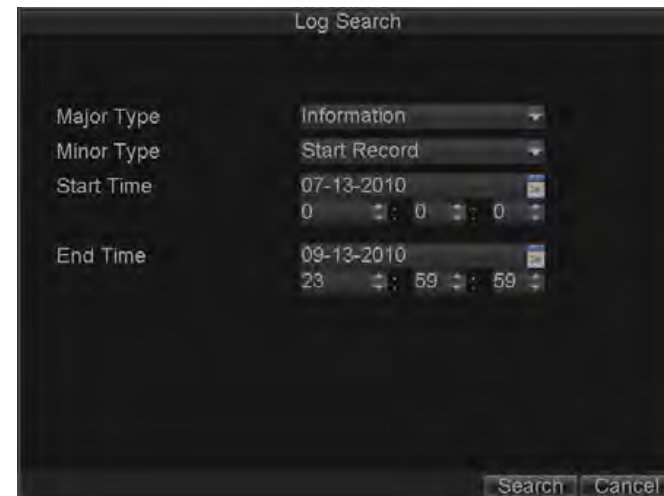 Log Search
Major Type Information
Minor Type Start Record
Start Time 07-13-2010
0 : 0 : 0
End Time 09-13-2010
23 : 59 : 59
Search Cancel